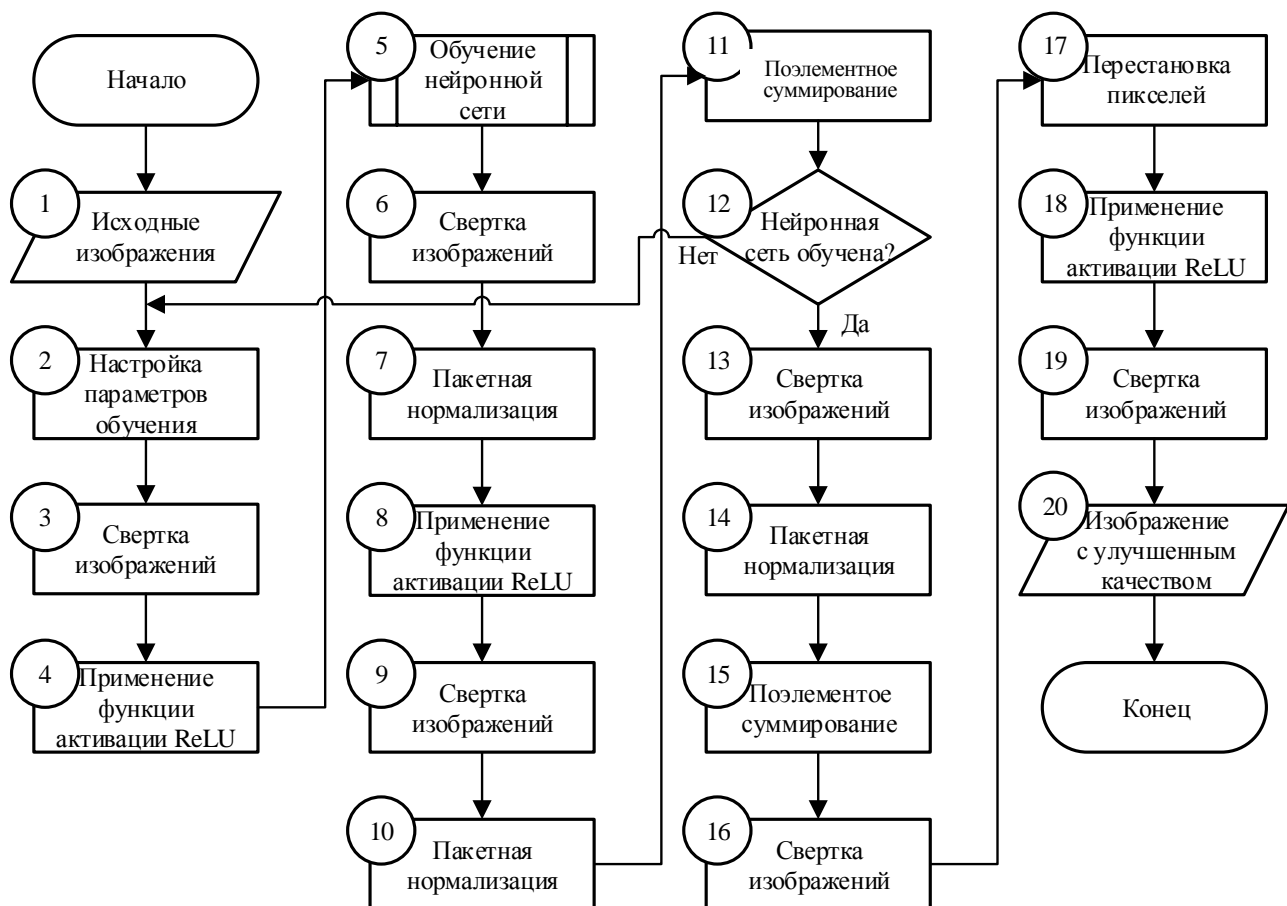 Начало
1
Исходные
изображения
2
Настройка
параметров
обучения
3
Свертка
изображений
4
Применение
функции
активации ReLU
5
Обучение
нейронной
сети
6
Свертка
изображений
7
Пакетная
нормализация
8
Применение
функции
активации ReLU
9
Свертка
изображений
10
Пакетная
нормализация
11
Поэлементное
суммирование
12
Нейронная
сеть обучена?
Нет
Да
13
Свертка
изображений
14
Пакетная
нормализация
15
Поэлементое
суммирование
16
Свертка
изображений
17
Перестановка
пикселей
18
Применение
функции
активации ReLU
19
Свертка
изображений
20
Изображение
с улучшенным
качеством
Конец